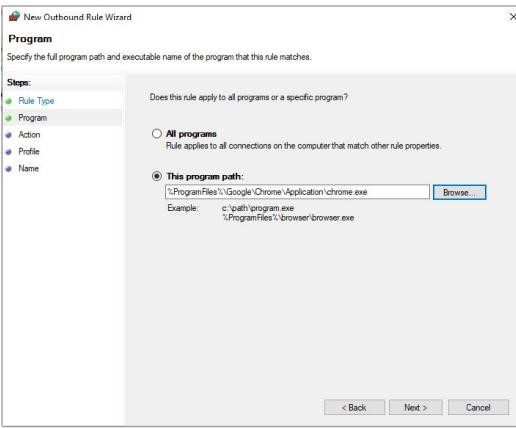 New Outbound Rule Wizard
Program
Specify the full program path and executable name of the program that this rule matches.
Steps:
Rule Type
Program
Action
Profile
Name
Does this rule apply to all programs or a specific program?
All programs
Rule applies to all connections on the computer that match other rule properties.
This program path:
%ProgramFiles%\Google\Chrome\Application\chrome.exe
Browse...
Example: c:\path\program.exe
%ProgramFiles%\browser\browser.exe
< Back Next > Cancel